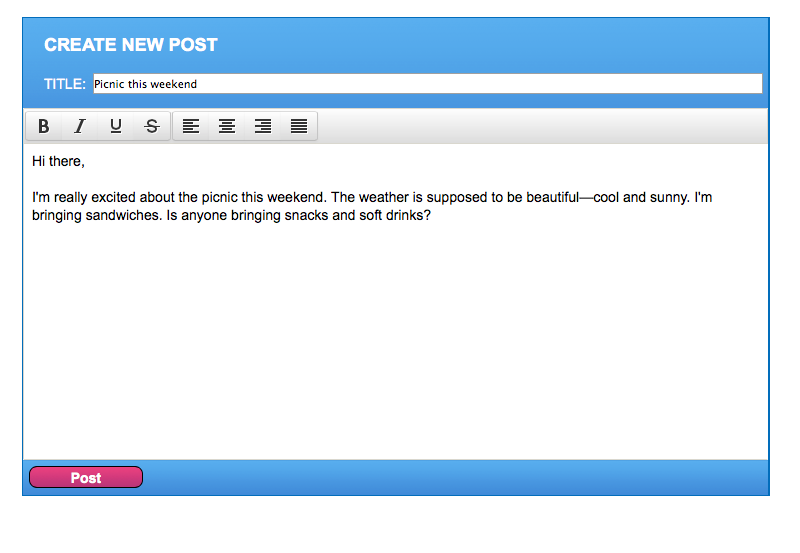 CREATE NEW POST
TITLE: Picnic this weekend
B I U S
Hi there,
I'm really excited about the picnic this weekend. The weather is supposed to be beautiful—cool and sunny. I'm
bringing sandwiches. Is anyone bringing snacks and soft drinks?
Post